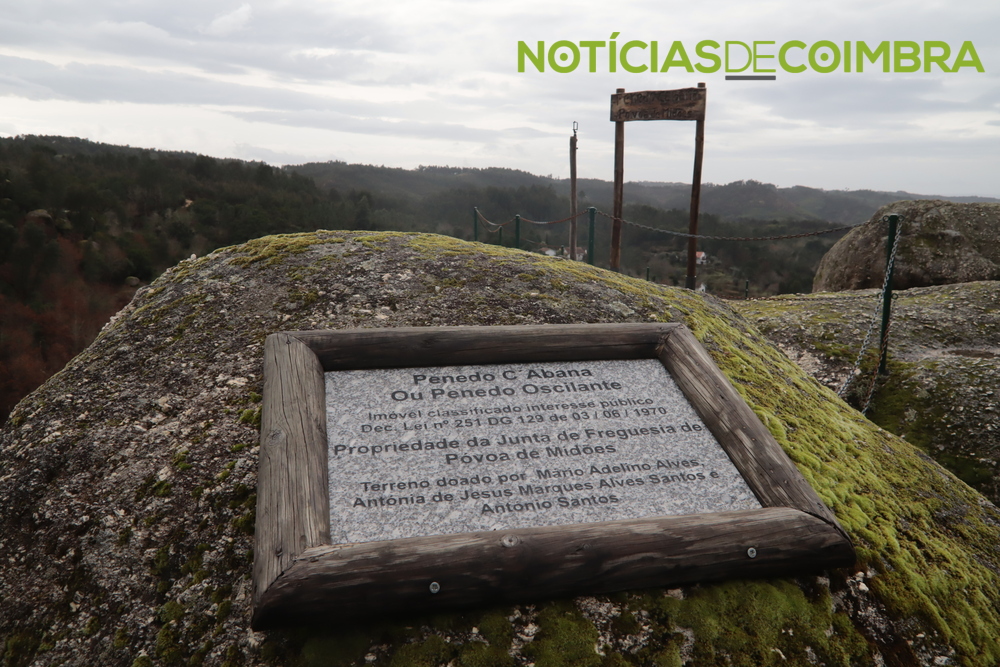 NOTÍCIASDECOIMBRA
Penedo C Abana
Ou Penedo Oscilante
Imóvel classificado interesse público
Dec. Lei nº 251 DG 129 de 03 / 06 / 1970
Propriedade da Junta de Freguesia de
Póvoa de Midões
Terreno doado por Mário Adelino Alves,
Antónia de Jesus Marques Alves Santos e
António Santos